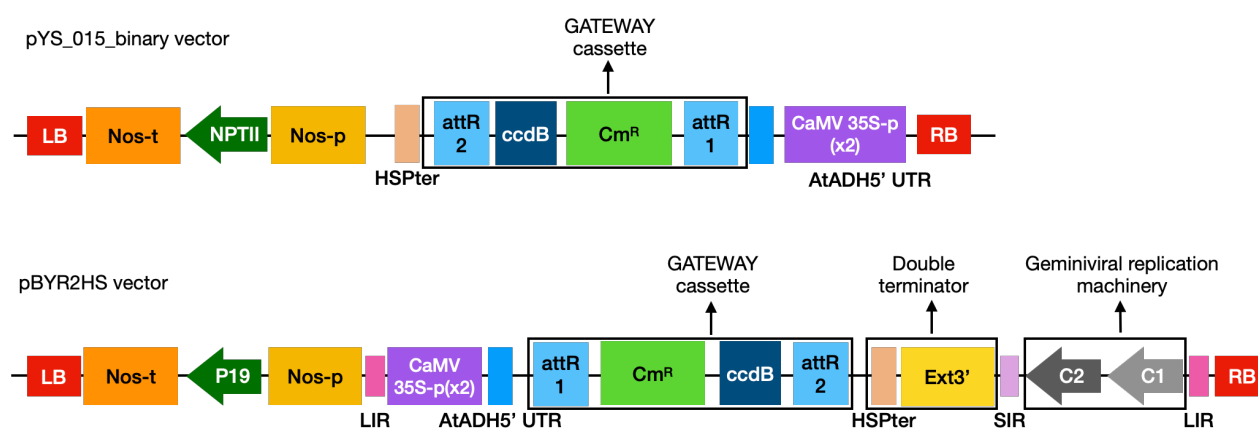 GATEWAY
cassette
pYS_015_binary vector
LB
Nos-t
NPTII
Nos-p
HSPter
attR
2
ccdB
CmR
attR
1
CaMV 35S-p
(x2)
RB
AtADH5’ UTR
pBYR2HS vector
GATEWAY
cassette
Double
terminator
Geminiviral replication
machinery
LB
Nos-t
P19
Nos-p
LIR
CaMV
35S-p(x2)
AtADH5’ UTR
attR
1
CmR
ccdB
attR
2
HSPter
Ext3’
SIR
C2
C1
LIR
RB